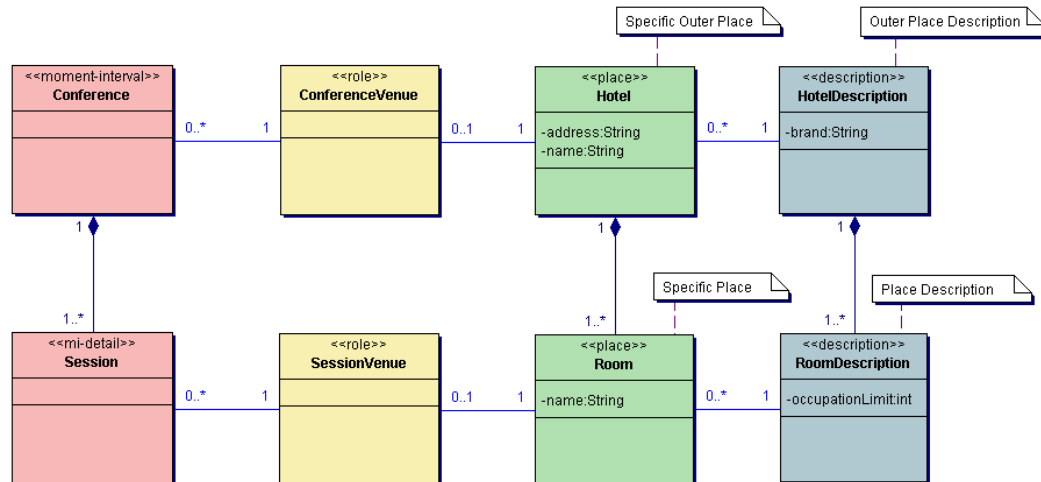 Specific Outer Place
Outer Place Description
<<moment-interval>>
Conference
<<role>>
ConferenceVenue
<<place>>
Hotel
-address:String
-name:String
<<description>>
HotelDescription
-brand:String
0..*
1
0..1
1
0..*
1
1
1
1
Specific Place
Place Description
1..*
1..*
1..*
<<mi-detail>>
Session
<<role>>
SessionVenue
<<place>>
Room
-name:String
<<description>>
RoomDescription
-occupationLimit:int
0..*
1
0..1
1
0..*
1